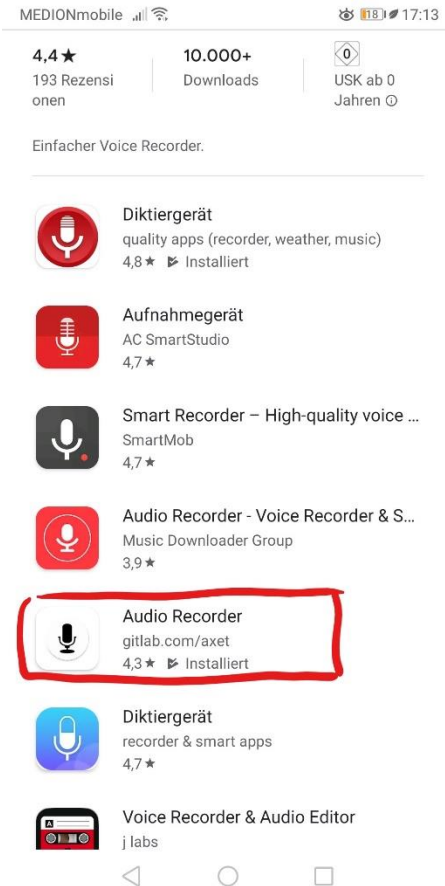 MEDIONmobile 18 17:13
4,4★ 10.000+ 0
193 Rezensi Downloads USK ab 0
onen Jahren ⓘ
Einfacher Voice Recorder.
Diktiergerät
quality apps (recorder, weather, music)
4,8★ Installiert
Aufnahmegerät
AC SmartStudio
4,7★
Smart Recorder – High-quality voice ...
SmartMob
4,7★
Audio Recorder - Voice Recorder & S...
Music Downloader Group
3,9★
Audio Recorder
gitlab.com/axet
4,3★ Installiert
Diktiergerät
recorder & smart apps
4,7★
A
Voice Recorder & Audio Editor
j labs